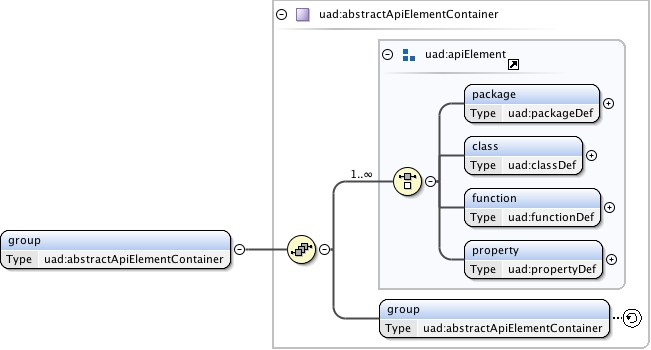 uad:abstractApiElementContainer
uad:apiElement
package
Type uad:packageDef
class
Type uad:classDef
1..∞
function
Type uad:functionDef
group
Type uad:abstractApiElementContainer
property
Type uad:propertyDef
group
Type uad:abstractApiElementContainer